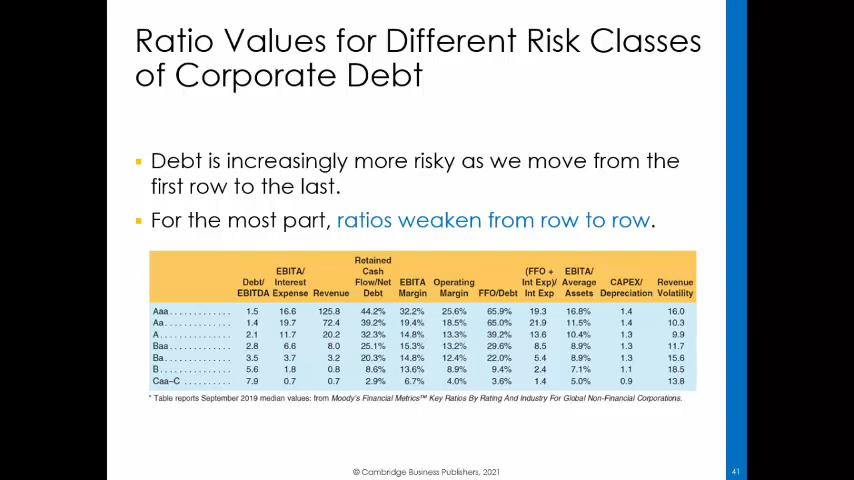 Ratio Values for Different Risk Classes
of Corporate Debt
▪ Debt is increasingly more risky as we move from the
first row to the last.
▪ For the most part, ratios weaken from row to row.
Debt/ EBITDA | EBITA/ Interest Expense | Revenue | Retained Cash Flow/Net Debt | EBITA Margin | Operating Margin | FFO/Debt | (FFO + Int Exp)/ Int Exp | EBITA/ Average Assets | CAPEX/ Depreciation | Revenue Volatility
Aaa. . . . . . . . . . . . . 1.5 16.6 125.8 44.2% 32.2% 25.6% 65.9% 19.3 16.8% 1.4 16.0
Aa . . . . . . . . . . . . . 1.4 19.7 72.4 39.2% 19.4% 18.5% 65.0% 21.9 11.5% 1.4 10.3
A . . . . . . . . . . . . . . 2.1 11.7 20.2 32.3% 14.8% 13.3% 39.2% 13.6 10.4% 1.3 9.9
Baa . . . . . . . . . . . . 2.8 6.6 8.0 25.1% 15.3% 13.2% 29.6% 8.5 8.9% 1.3 11.7
Ba . . . . . . . . . . . . . 3.5 3.7 3.2 20.3% 14.8% 12.4% 22.0% 5.4 8.9% 1.3 15.6
B . . . . . . . . . . . . . . 5.6 1.8 0.8 8.6% 13.6% 8.9% 9.4% 2.4 7.1% 1.1 18.5
Caa–C . . . . . . . . . . 7.9 0.7 0.7 2.9% 6.7% 4.0% 3.6% 1.4 5.0% 0.9 13.8
* Table reports September 2019 median values: from Moody's Financial Metrics™ Key Ratios By Rating And Industry For Global Non-Financial Corporations.
© Cambridge Business Publishers, 2021
41